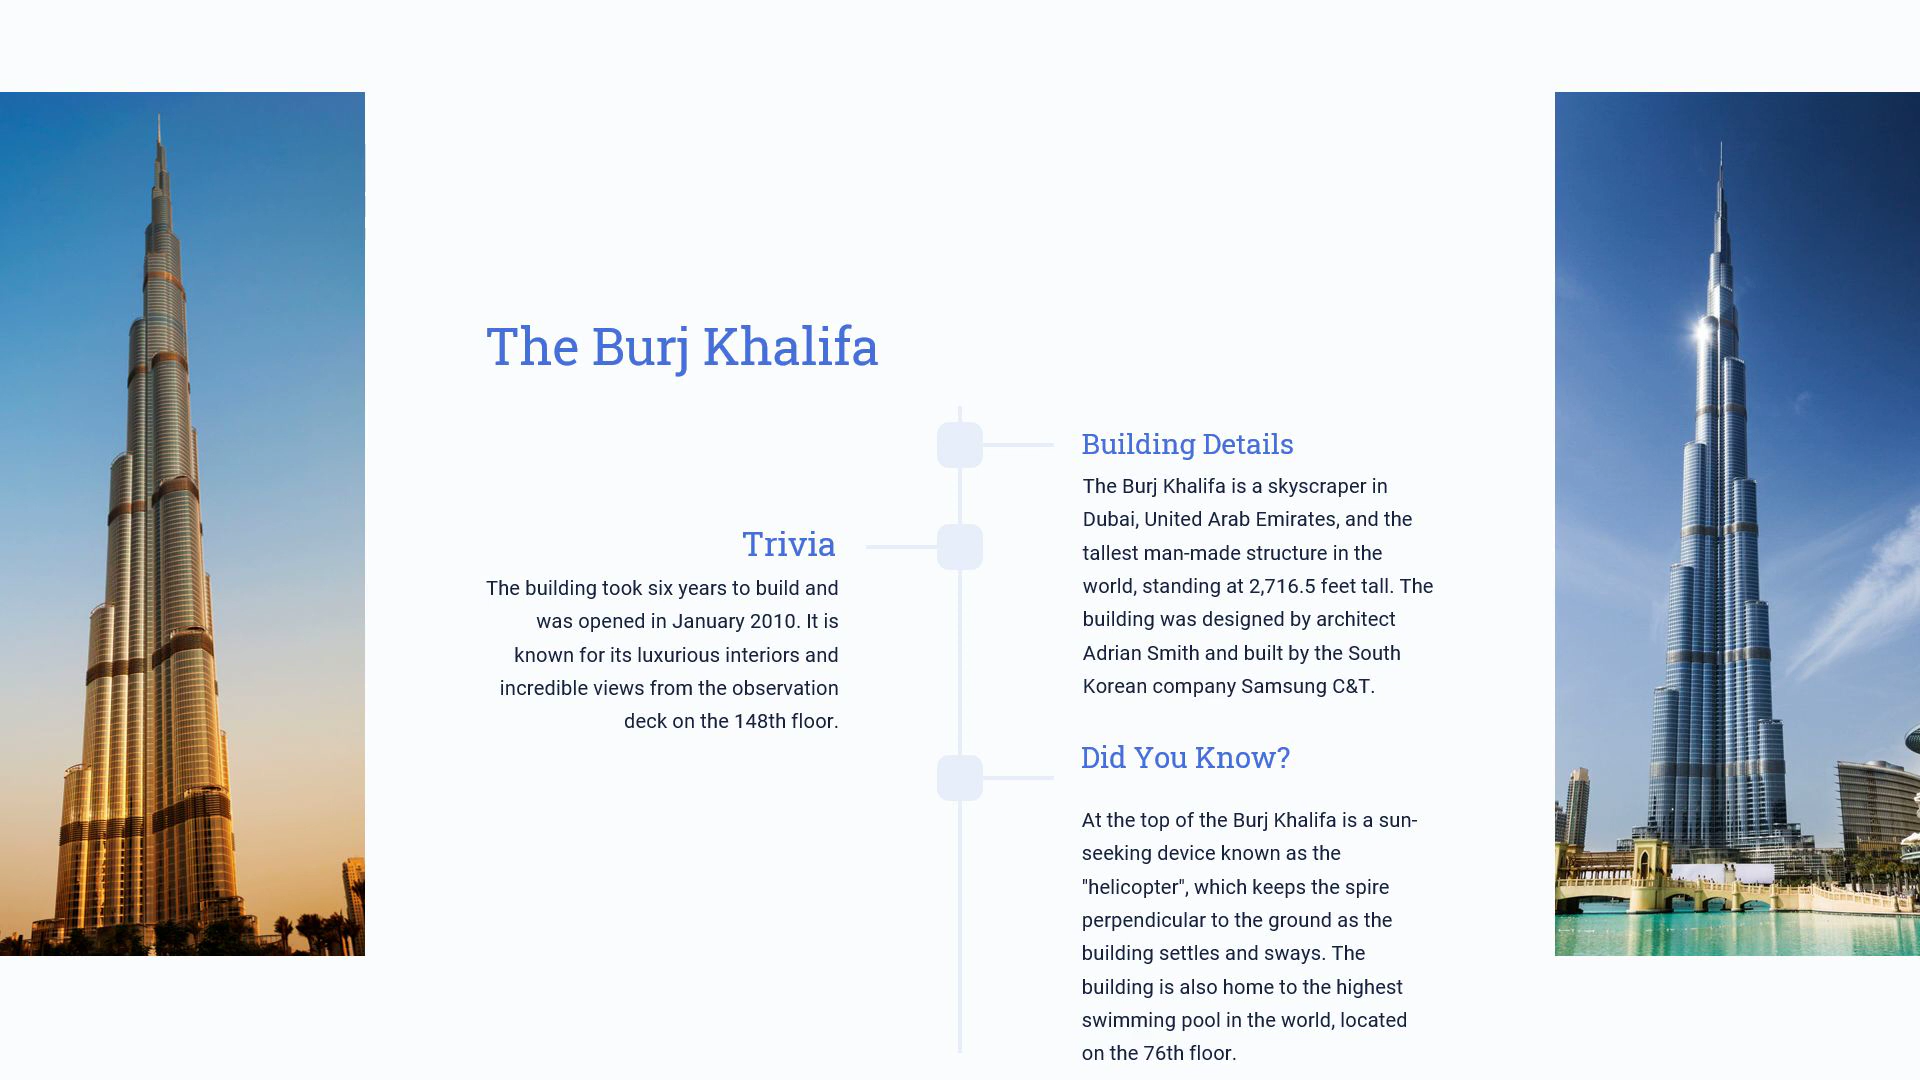 The Burj Khalifa
Building Details
The Burj Khalifa is a skyscraper in
Dubai, United Arab Emirates, and the
tallest man-made structure in the
world, standing at 2,716.5 feet tall. The
building was designed by architect
Adrian Smith and built by the South
Korean company Samsung C&T.
Trivia
The building took six years to build and
was opened in January 2010. It is
known for its luxurious interiors and
incredible views from the observation
deck on the 148th floor.
Did You Know?
At the top of the Burj Khalifa is a sun-
seeking device known as the
"helicopter", which keeps the spire
perpendicular to the ground as the
building settles and sways. The
building is also home to the highest
swimming pool in the world, located
on the 76th floor.